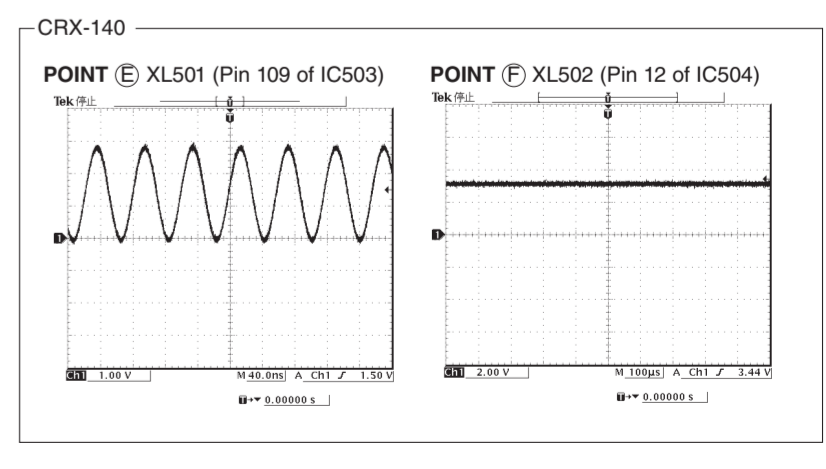 CRX-140
POINT Ⓔ XL501 (Pin 109 of IC503)
Tek 停止
T
1
Ch1 1.00 V M 40.0ns A Ch1 ƒ 1.50 V
T→▼ 0.00000 s
POINT Ⓕ XL502 (Pin 12 of IC504)
Tek 停止
T
1
Ch1 2.00 V M 100µs A Ch1 ƒ 3.44 V
T→▼ 0.00000 s